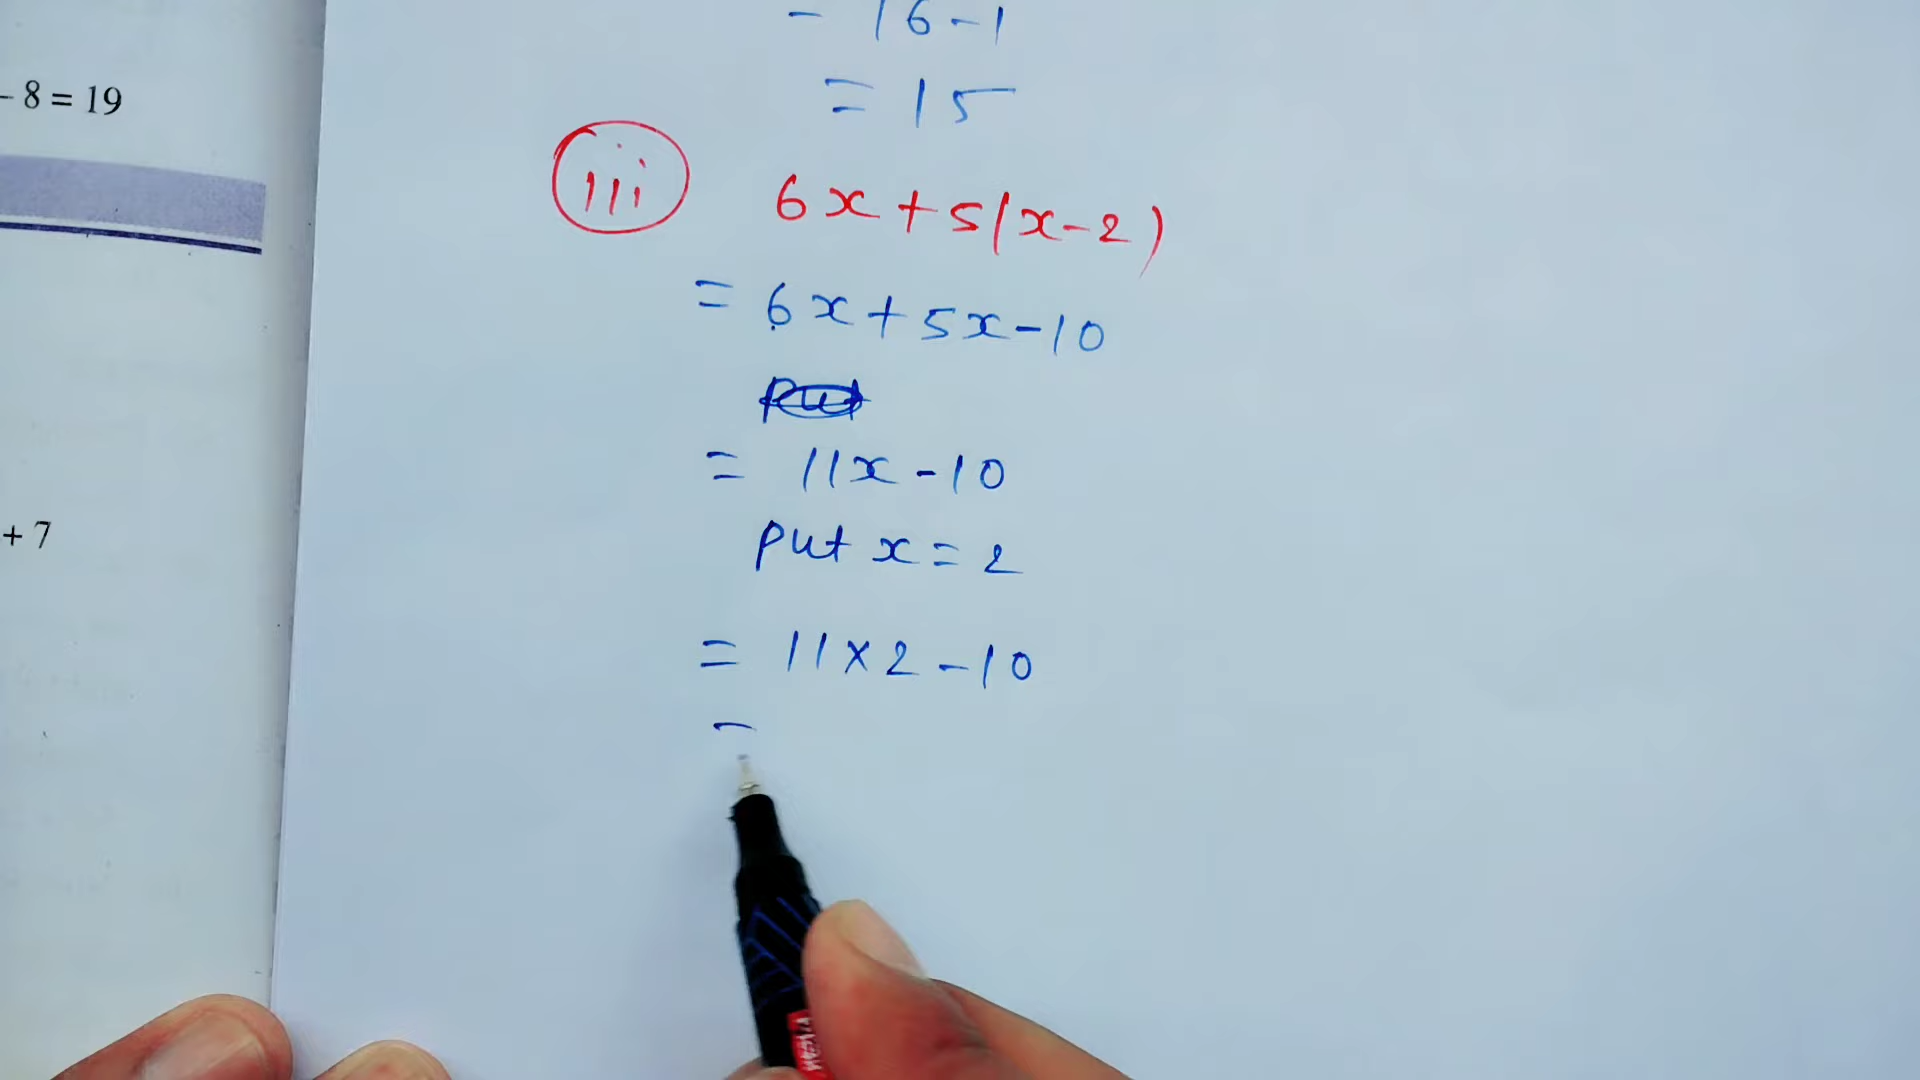 - 8 = 19
+ 7
- 16-1
= 15
iii 6x+5(x-2)
= 6x+5x-10
put
= 11x-10
put x=2
= 11×2-10